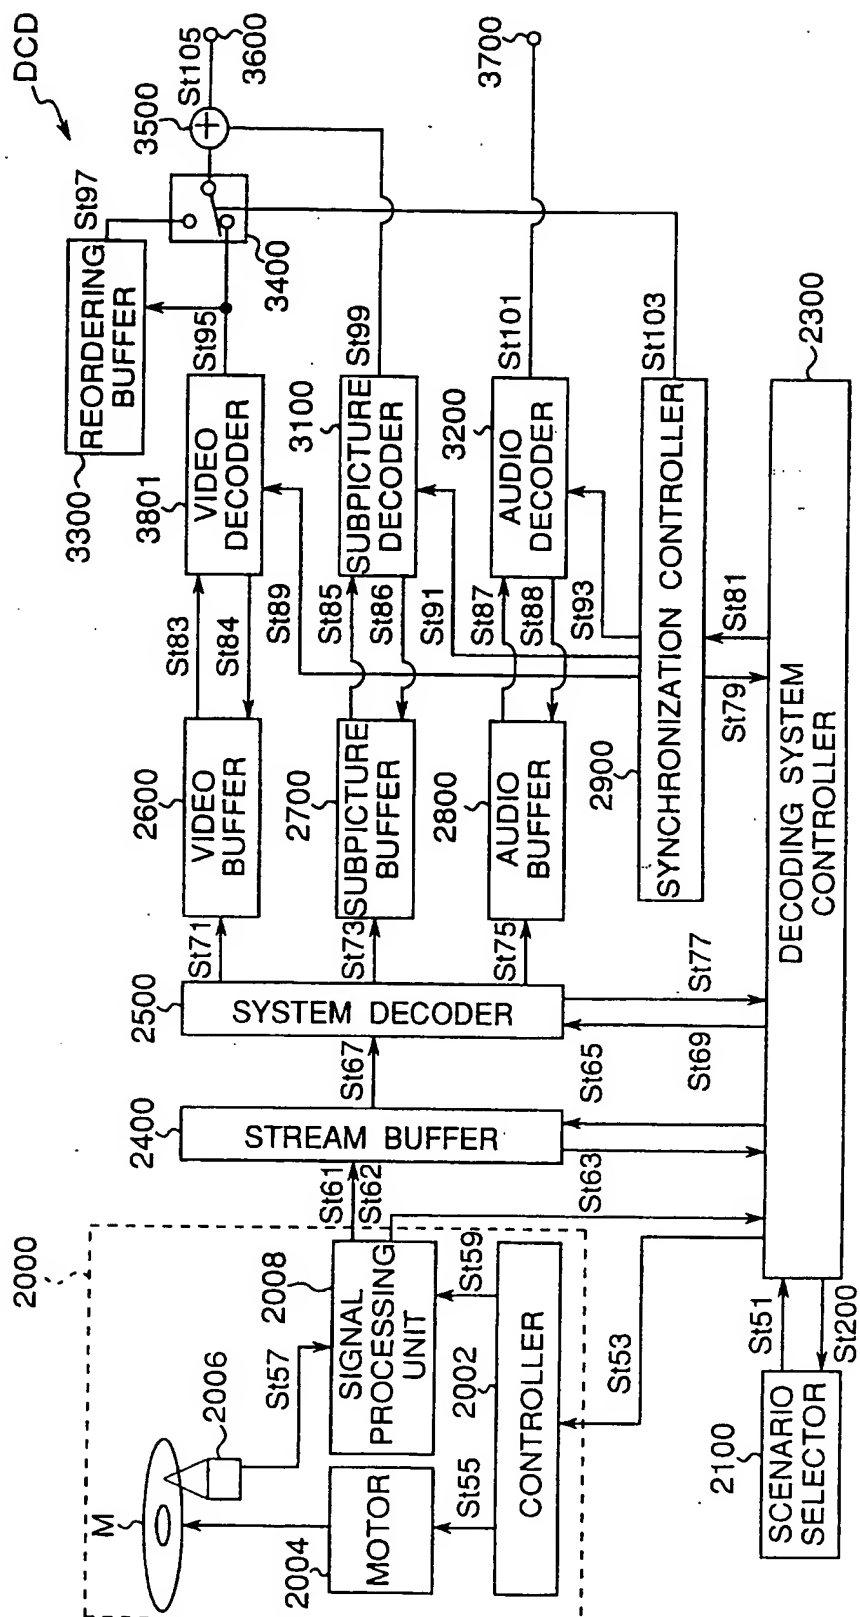 DCD
2000
M
2006
St57
2004
MOTOR
2008
SIGNAL
PROCESSING
UNIT
St55
2002
St59
CONTROLLER
St53
2100
SCENARIO
SELECTOR
St51
St200
St61
St62
St63
2400
STREAM BUFFER
St67
St65
2500
SYSTEM DECODER
St69
St77
St71
St73
St75
2600
VIDEO
BUFFER
2700
SUBPICTURE
BUFFER
2800
AUDIO
BUFFER
St83
St84
St89
St85
St86
St91
St87
St88
St93
3801
VIDEO
DECODER
3100
SUBPICTURE
DECODER
3200
AUDIO
DECODER
2900
SYNCHRONIZATION CONTROLLER
St79
St81
DECODING SYSTEM
CONTROLLER
2300
3300
REORDERING
BUFFER
St97
St95
3400
St99
St101
St103
3500
St105
3600
3700